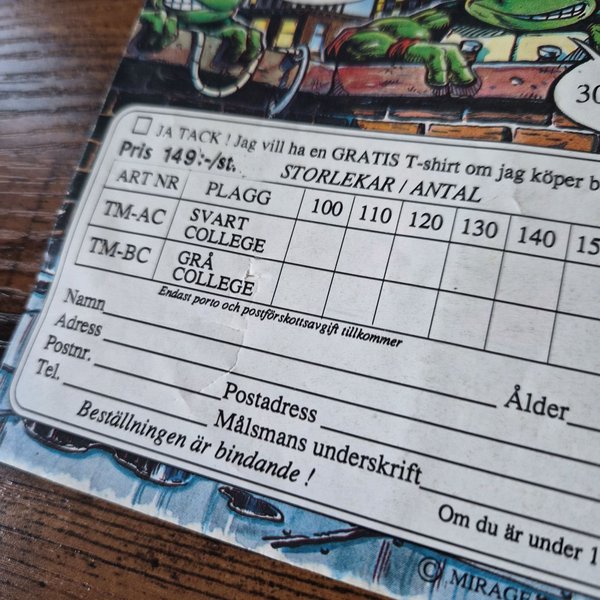 30
JA TACK ! Jag vill ha en GRATIS T-shirt om jag köper b
Pris 149:-/st.
STORLEKAR / ANTAL
ART NR PLAGG 100 110 120 130 140 15
TM-AC SVART COLLEGE
TM-BC GRÅ COLLEGE
Endast porto och postförskottsavgift tillkommer
Namn
Adress Ålder
Postnr. Postadress
Tel. Målsmans underskrift
Beställningen är bindande !
Om du är under 1
© MIRAGE